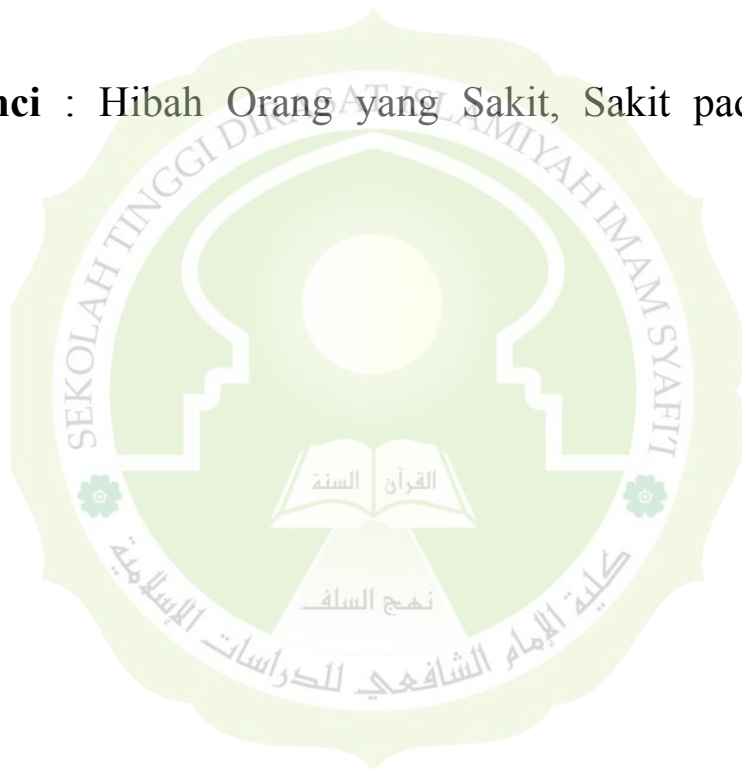 nci : Hibah Orang yang Sakit, Sakit pac
SEKOLAH TINGGI DIRASAT ISLAMIYAH IMAM SYAFI'I
القرآن السنة
نهج السلف
كلية الإمام الشافعي للدراسات الإسلامية